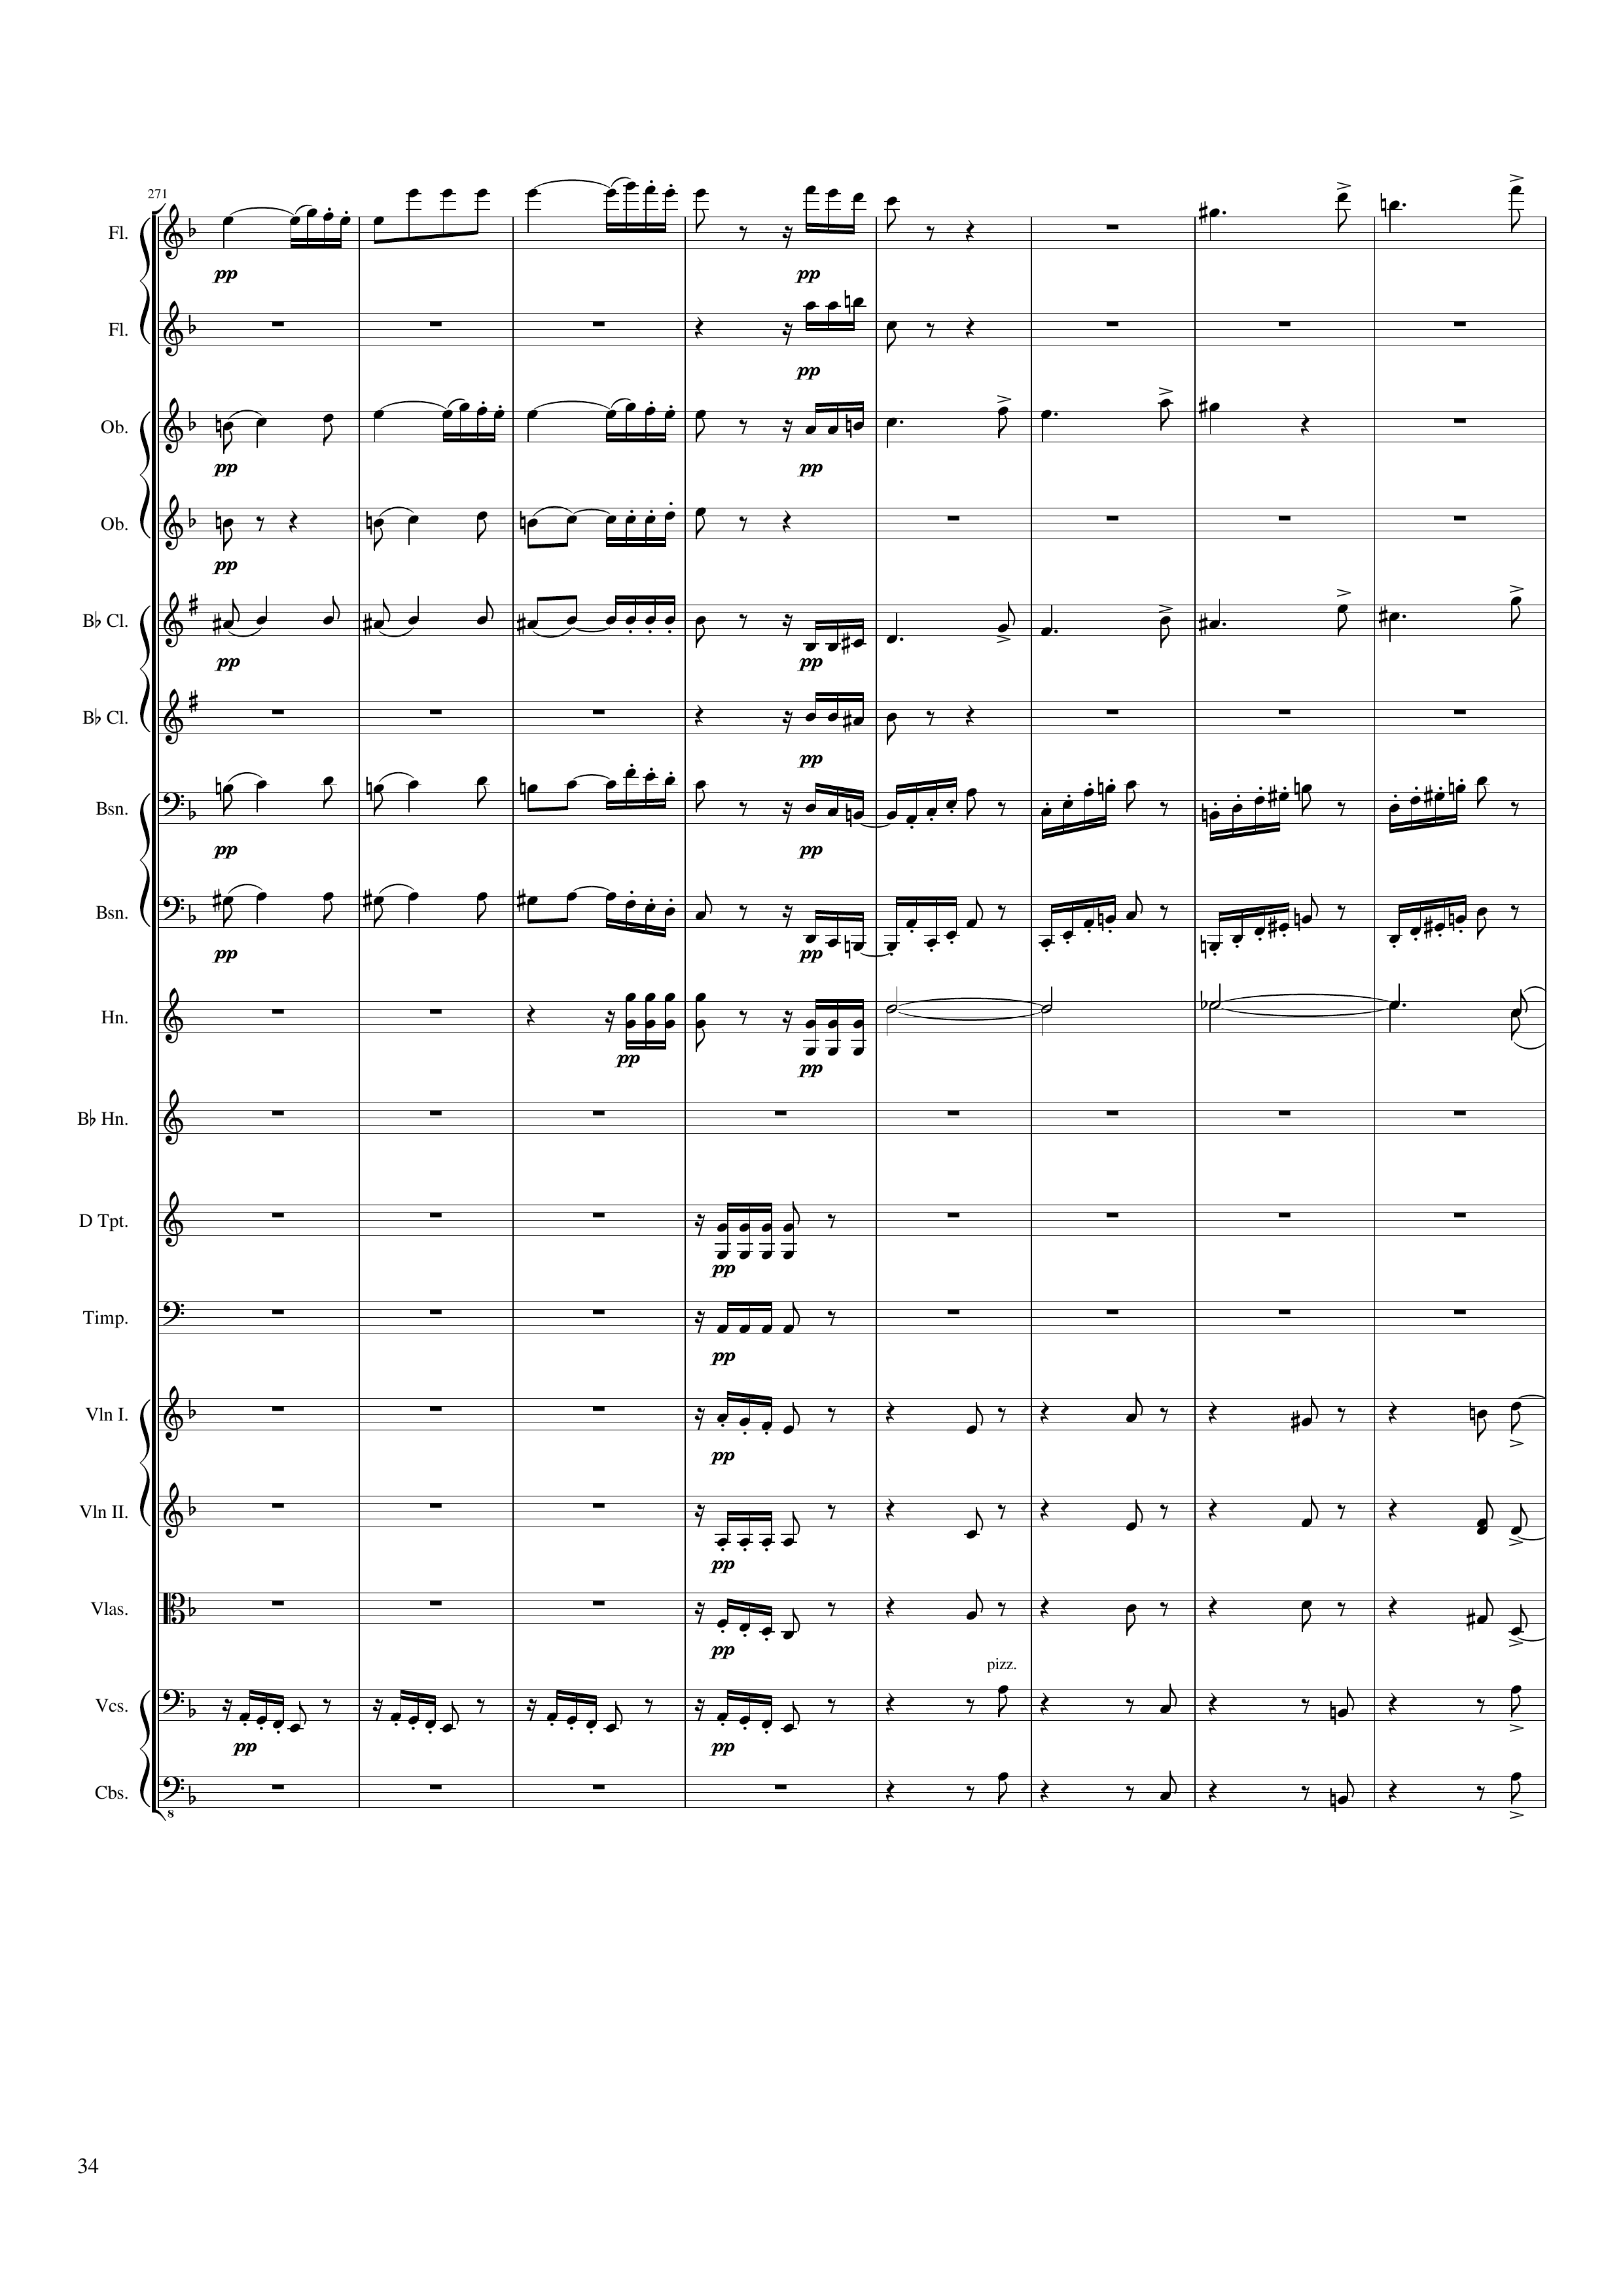 271
Fl.
pp
pp
Fl.
pp
Ob.
pp
pp
Ob.
pp
B♭ Cl.
pp
pp
B♭ Cl.
pp
Bsn.
pp
pp
Bsn.
pp
pp
Hn.
pp
pp
B♭ Hn.
D Tpt.
pp
Timp.
pp
Vln I.
pp
Vln II.
pp
Vlas.
pp
pizz.
Vcs.
pp
pp
Cbs.
8
34